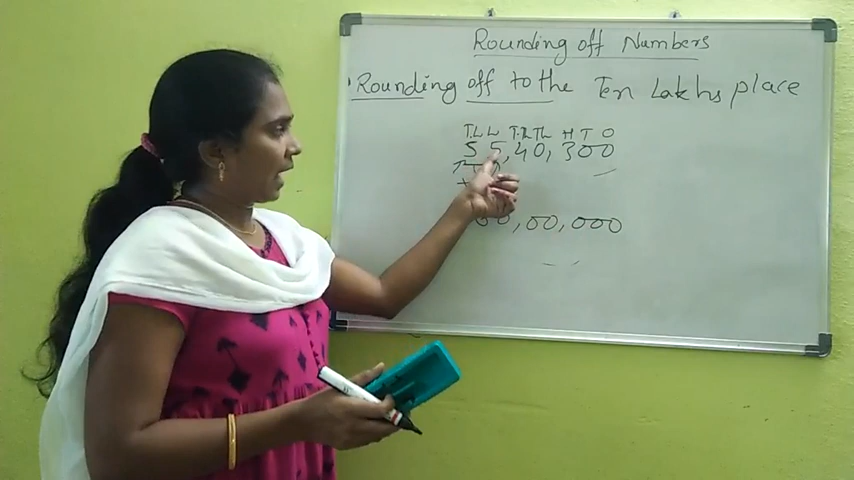 Rounding off Numbers
Rounding off to the Ten Lakhs place
T.L L T.Th Th H T O
55,40,300
+
00,00,000